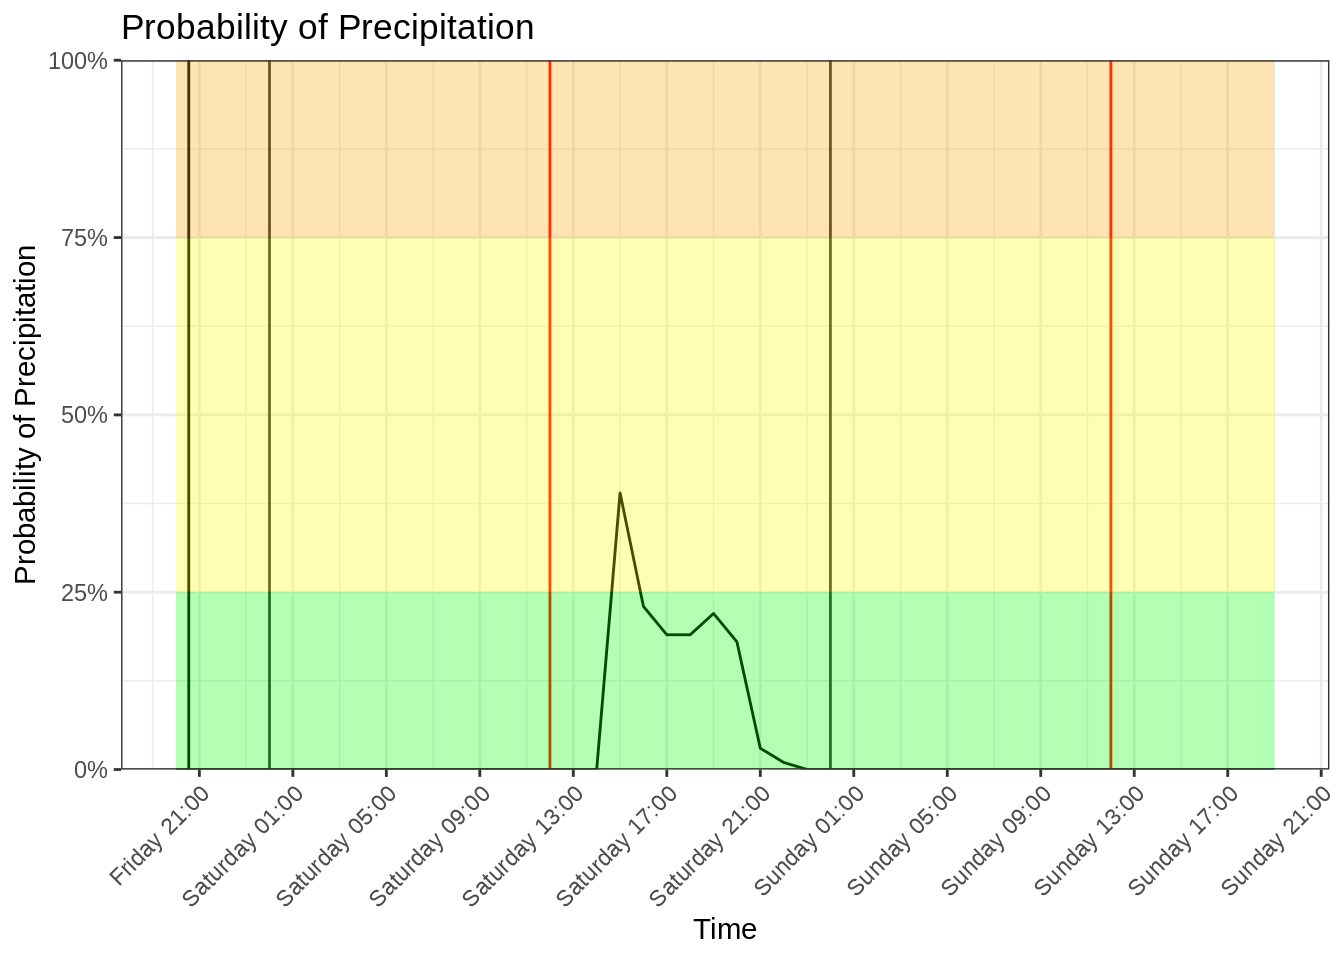 Probability of Precipitation
Probability of Precipitation
100%
75%
50%
25%
0%
Friday 21:00
Saturday 01:00
Saturday 05:00
Saturday 09:00
Saturday 13:00
Saturday 17:00
Saturday 21:00
Sunday 01:00
Sunday 05:00
Sunday 09:00
Sunday 13:00
Sunday 17:00
Sunday 21:00
Time